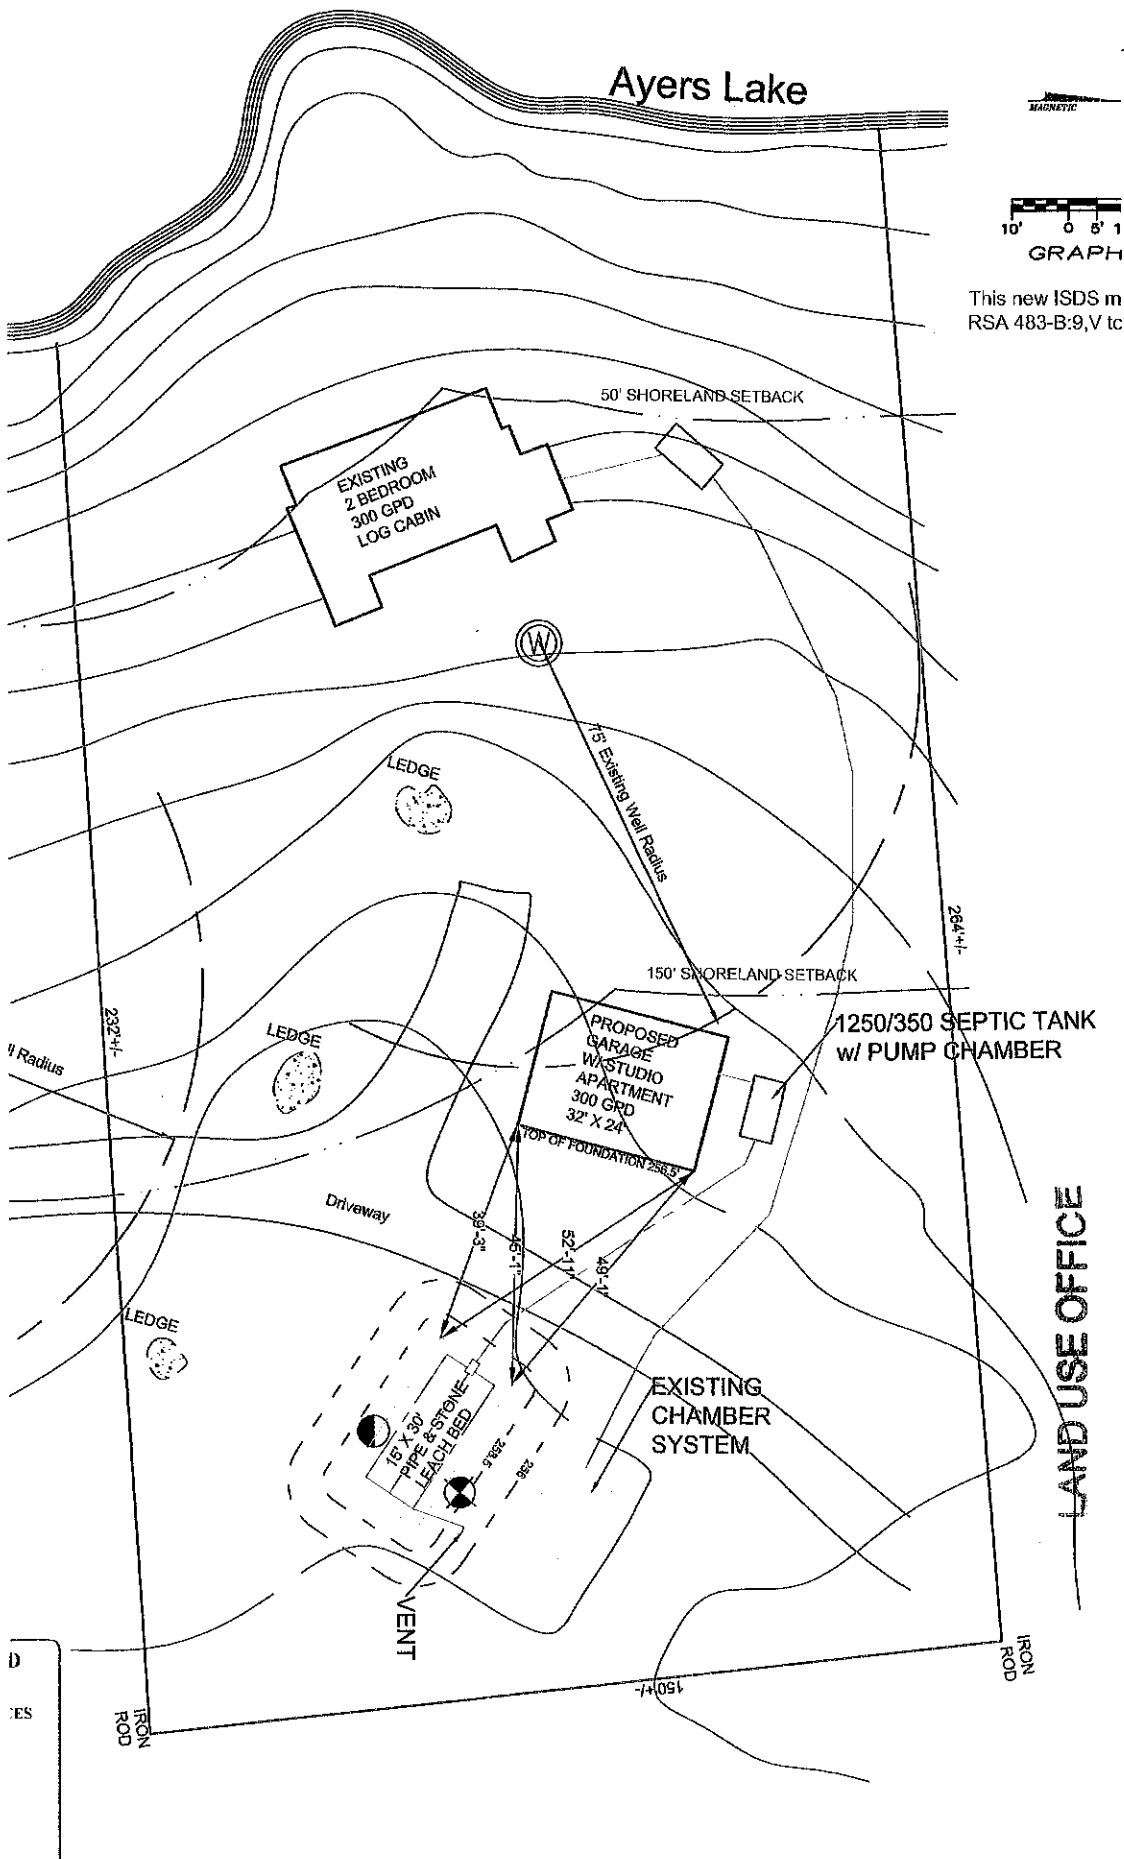 Ayers Lake
MAGNETIC
10' 0 5'
GRAPH
This new ISDS
RSA 483-B:9,V
50' SHORELAND SETBACK
EXISTING
2 BEDROOM
300 GPD
LOG CABIN
W
75' Existing Well Radius
LEDGE
264'+/-
150' SHORELAND SETBACK
232'+/-
Radius
LEDGE
PROPOSED
GARAGE
W/STUDIO
APARTMENT
300 GPD
32' X 24'
TOP OF FOUNDATION 256.5'
1250/350 SEPTIC TANK
w/ PUMP CHAMBER
Driveway
39'-3"
45'-1"
52'-11"
49'-1"
LEDGE
15' X 30'
PIPE & STONE
LEACH BED
258.5
256
EXISTING
CHAMBER
SYSTEM
VENT
LAND USE OFFICE
IRON
ROD
150'+/-
IRON
ROD